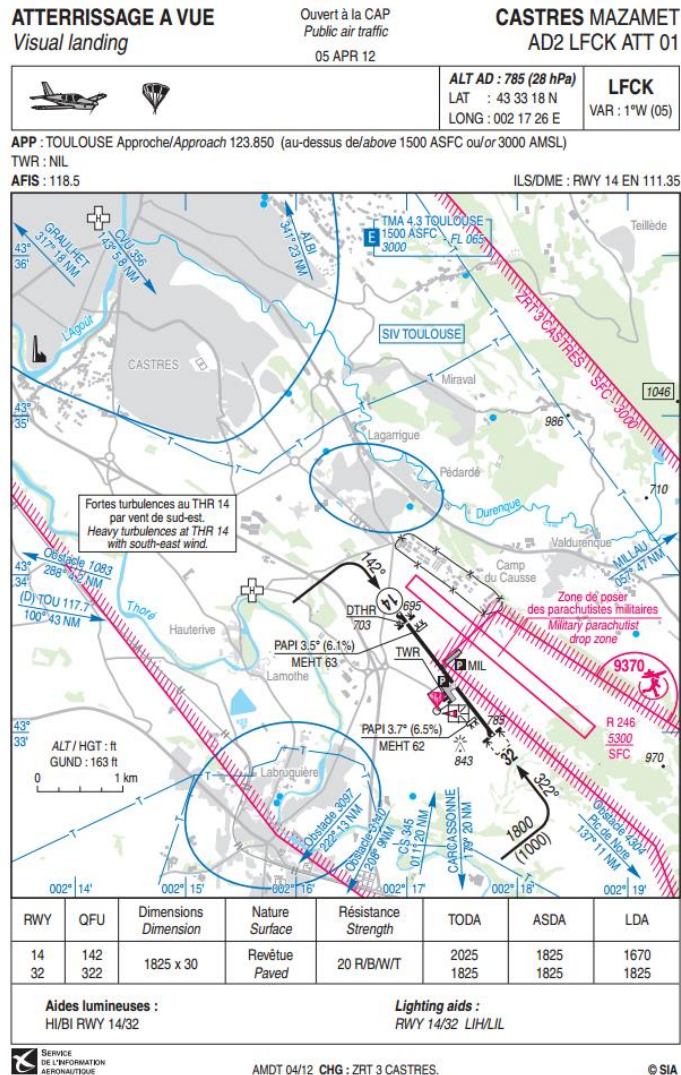 ATTERRISSAGE A VUE
Visual landing
Ouvert à la CAP
Public air traffic
05 APR 12
CASTRES MAZAMET
AD2 LFCK ATT 01
ALT AD : 785 (28 hPa)
LAT : 43 33 18 N
LONG : 002 17 26 E
LFCK
VAR : 1°W (05)
APP : TOULOUSE Approche/Approach 123.850 (au-dessus de/above 1500 ASFC ou/or 3000 AMSL)
TWR : NIL
AFIS : 118.5
ILS/DME : RWY 14 EN 111.35
43°
36'
GRAULHET
317° 18 NM
CVU 356
143° 5.8 NM
ALBI
341° 23 NM
E
TMA 4.3 TOULOUSE
1500 ASFC
3000 - FL 065
Teillède
ZRT 3 CASTRES
SFC - 3000
L'Agoût
SIV TOULOUSE
CASTRES
Miraval
1046
43°
35'
986
Lagarrigue
Pédardé
710
Durenque
Fortes turbulences au THR 14
par vent de sud-est.
Heavy turbulences at THR 14
with south-east wind.
Valdurenque
MILLAU
057° 47 NM
Obstacle 1083
288° 4.2 NM
43°
34'
142°
Camp
du Causse
(D) TOU 117.7
100° 43 NM
Thoré
14
695
DTHR
703
Zone de poser
des parachutistes militaires
Military parachutist
drop zone
Hauterive
PAPI 3.5° (6.1%)
MEHT 63
TWR
P MIL
9370
Lamothe
P
R 246
5300
SFC
785
PAPI 3.7° (6.5%)
MEHT 62
43°
33'
970
843
32
ALT / HGT : ft
GUND : 163 ft
0 1 km
Labruguière
322°
Obstacle 3097
222° 13 NM
Obstacle 3140
208° 9NM
CS 345
011° 20 NM
CARCASSONNE
179° 20 NM
1800
(1000)
Obstacle 4304
Pic de Nore
137° 11 NM
002° 14' 002° 15' 002° 16' 002° 17 002° 18' 002° 19'
RWY QFU Dimensions Nature Résistance TODA ASDA LDA
Dimension Surface Strength
14 142 1825 x 30 Revêtue 20 R/B/W/T 2025 1825 1670
32 322 Paved 1825 1825 1825
Aides lumineuses :
HI/BI RWY 14/32
Lighting aids :
RWY 14/32 LIH/LIL
SERVICE
DE L'INFORMATION
AERONAUTIQUE
AMDT 04/12 CHG : ZRT 3 CASTRES.
© SIA